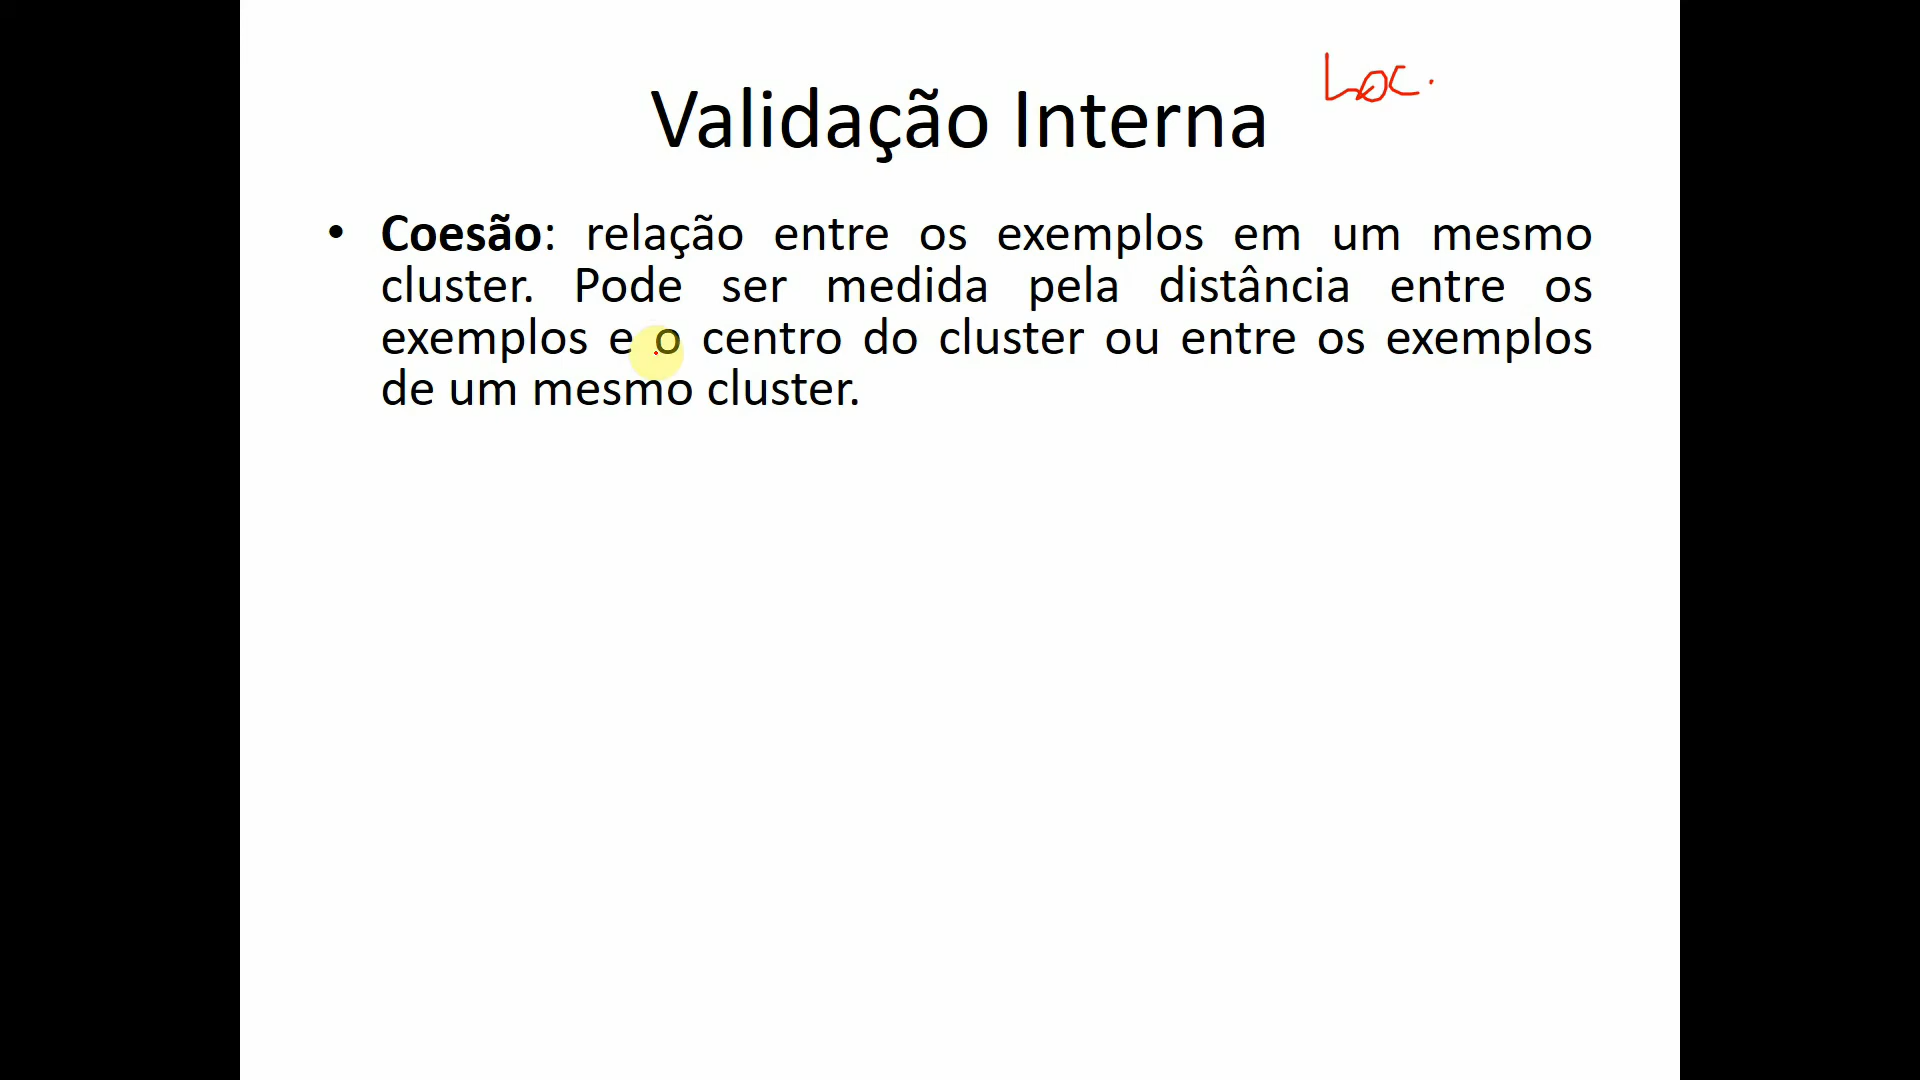 Validação Interna Loc.
• Coesão: relação entre os exemplos em um mesmo
cluster. Pode ser medida pela distância entre os
exemplos e o centro do cluster ou entre os exemplos
de um mesmo cluster.